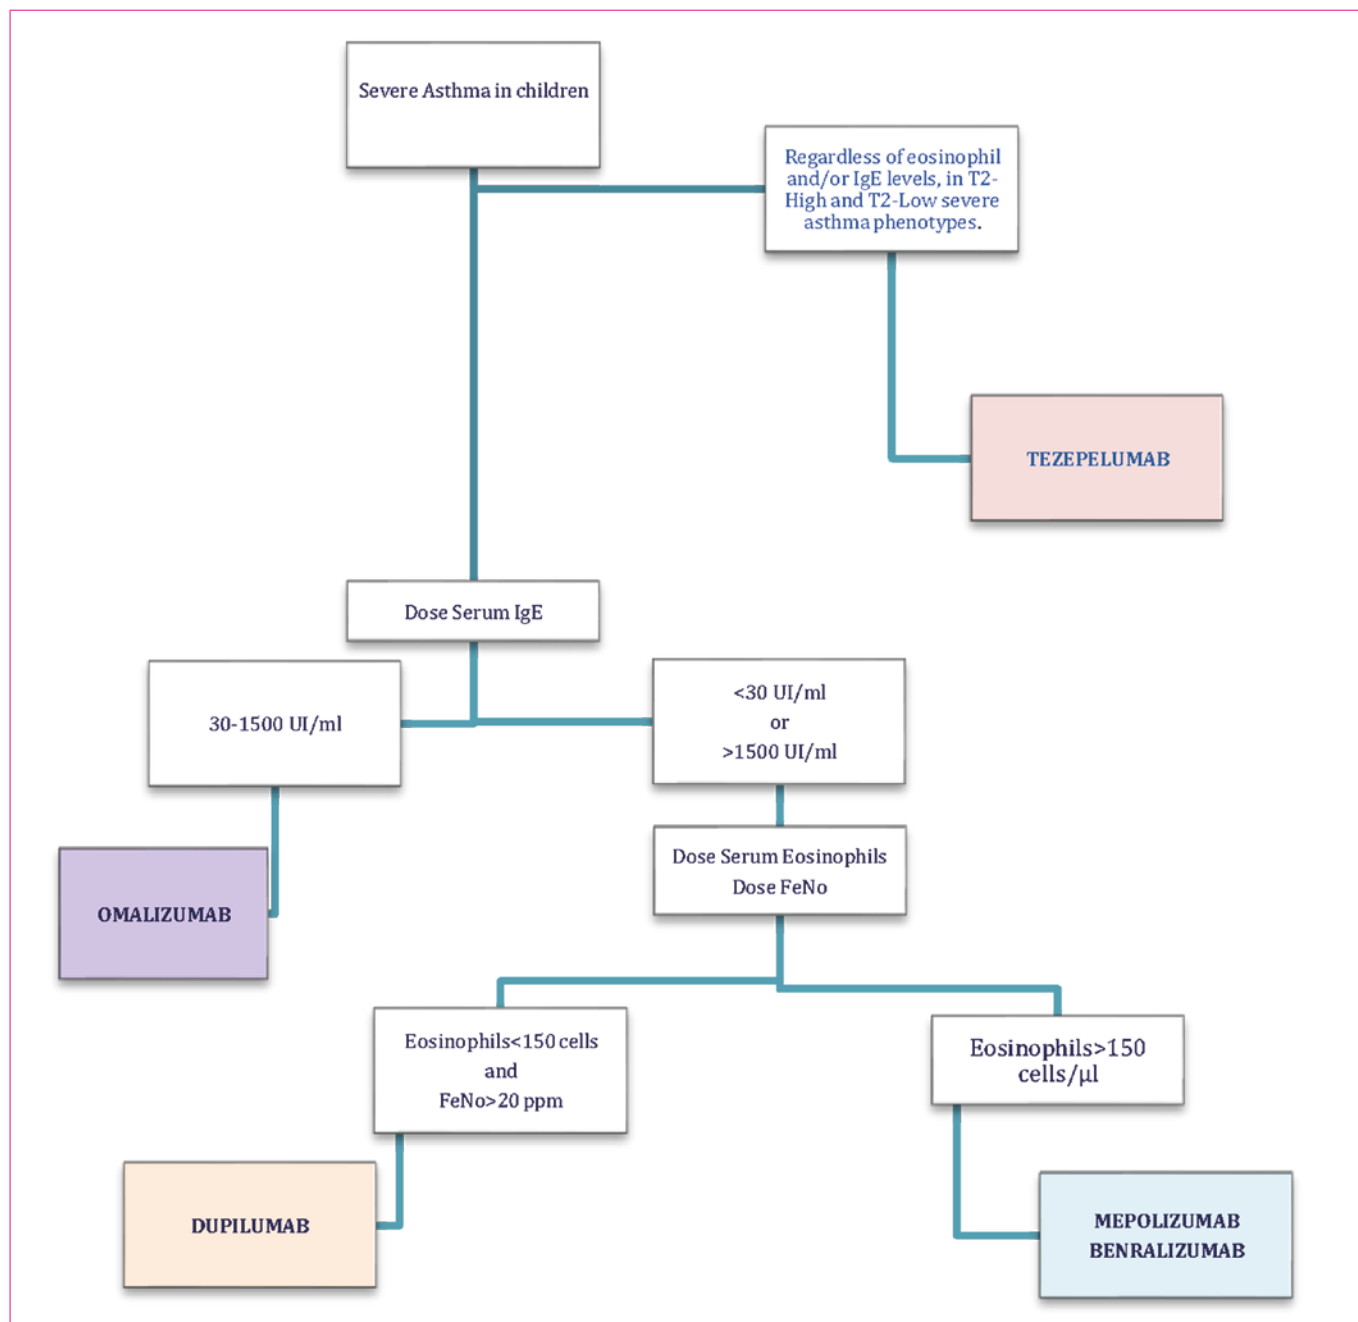 Severe Asthma in children
Regardless of eosinophil
and/or IgE levels, in T2-
High and T2-Low severe
asthma phenotypes.
TEZEPELUMAB
Dose Serum IgE
30-1500 UI/ml
<30 UI/ml
or
>1500 UI/ml
Dose Serum Eosinophils
Dose FeNo
OMALIZUMAB
Eosinophils<150 cells
and
FeNo>20 ppm
Eosinophils>150
cells/µl
DUPILUMAB
MEPOLIZUMAB
BENRALIZUMAB